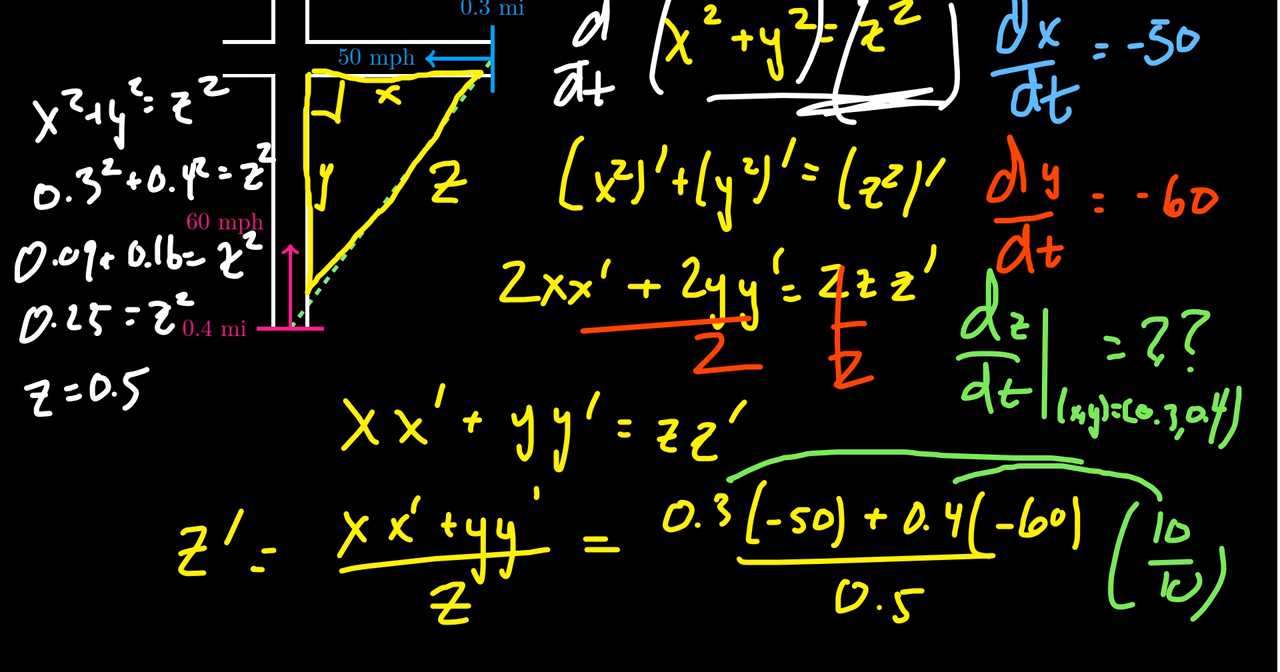 0.3 mi
50 mph
x
y
z
60 mph
0.4 mi
x²+y²=z²
0.3²+0.4²=z²
0.09+0.16=z²
0.25=z²
z=0.5
d/dt (x²+y²=z²)
(x²)'+(y²)'=(z²)'
2xx'+2yy'=2zz'
2 2
xx'+yy'=zz'
z'= (xx'+yy')/z = (0.3(-50)+0.4(-60))/0.5 (10/10)
dx/dt = -50
dy/dt = -60
dz/dt|(x,y)=(0.3,0.4) = ??